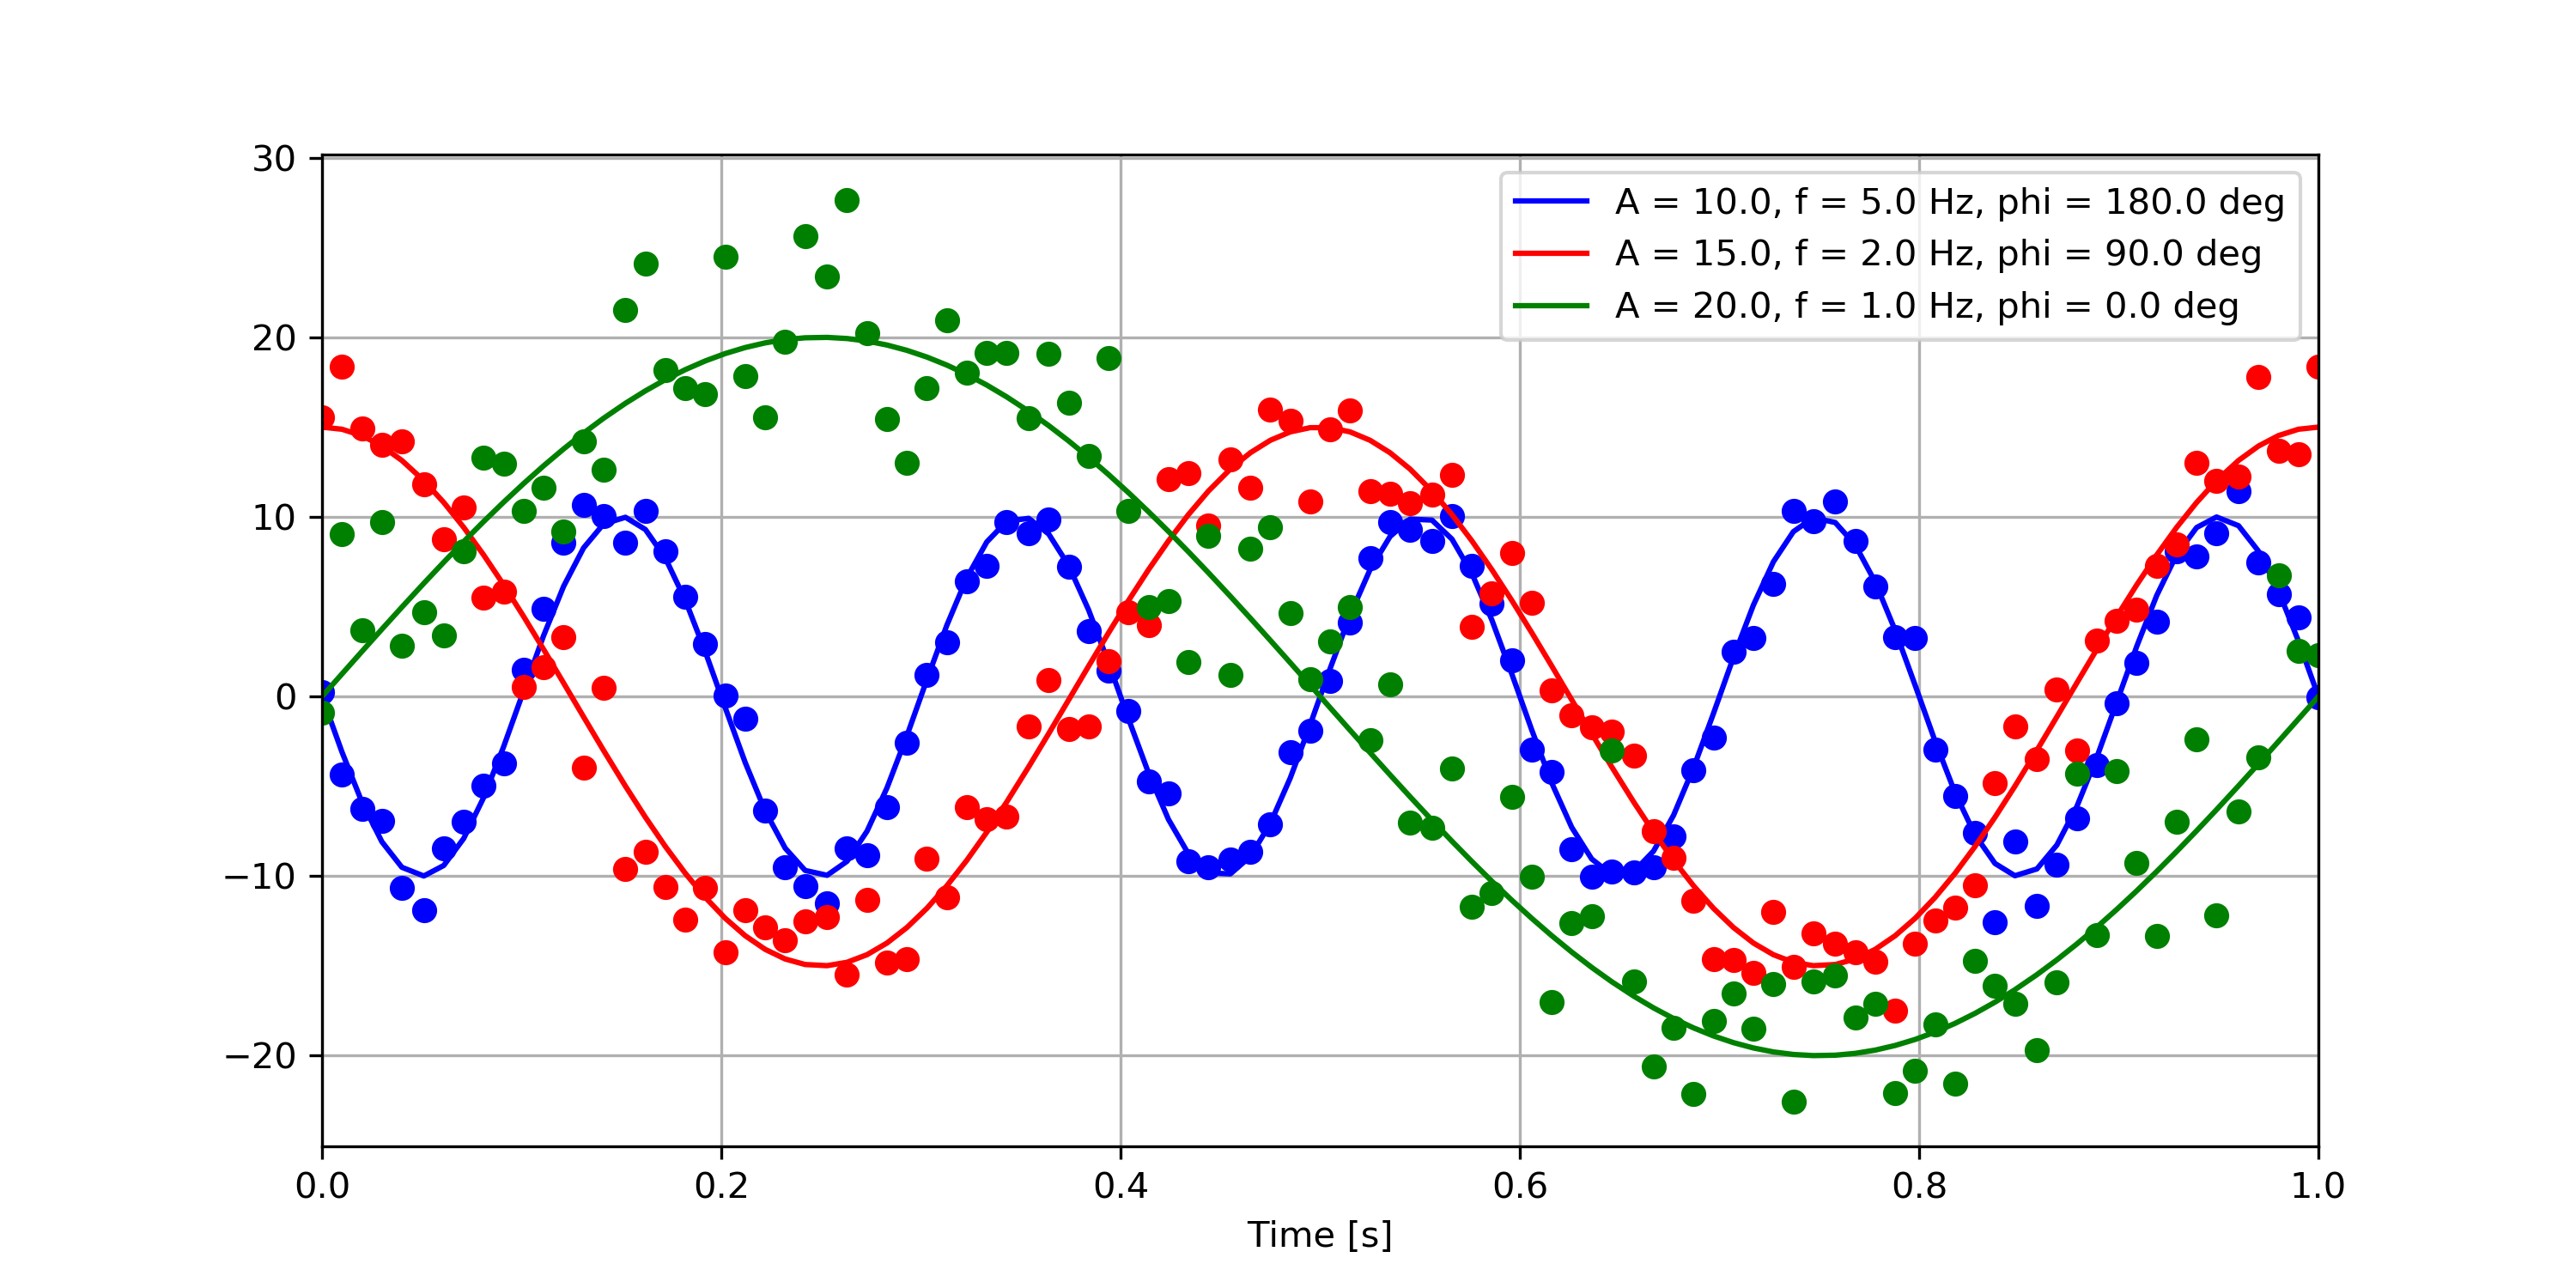 30
20
10
0
−10
−20
0.0 0.2 0.4 0.6 0.8 1.0
Time [s]
A = 10.0, f = 5.0 Hz, phi = 180.0 deg
A = 15.0, f = 2.0 Hz, phi = 90.0 deg
A = 20.0, f = 1.0 Hz, phi = 0.0 deg